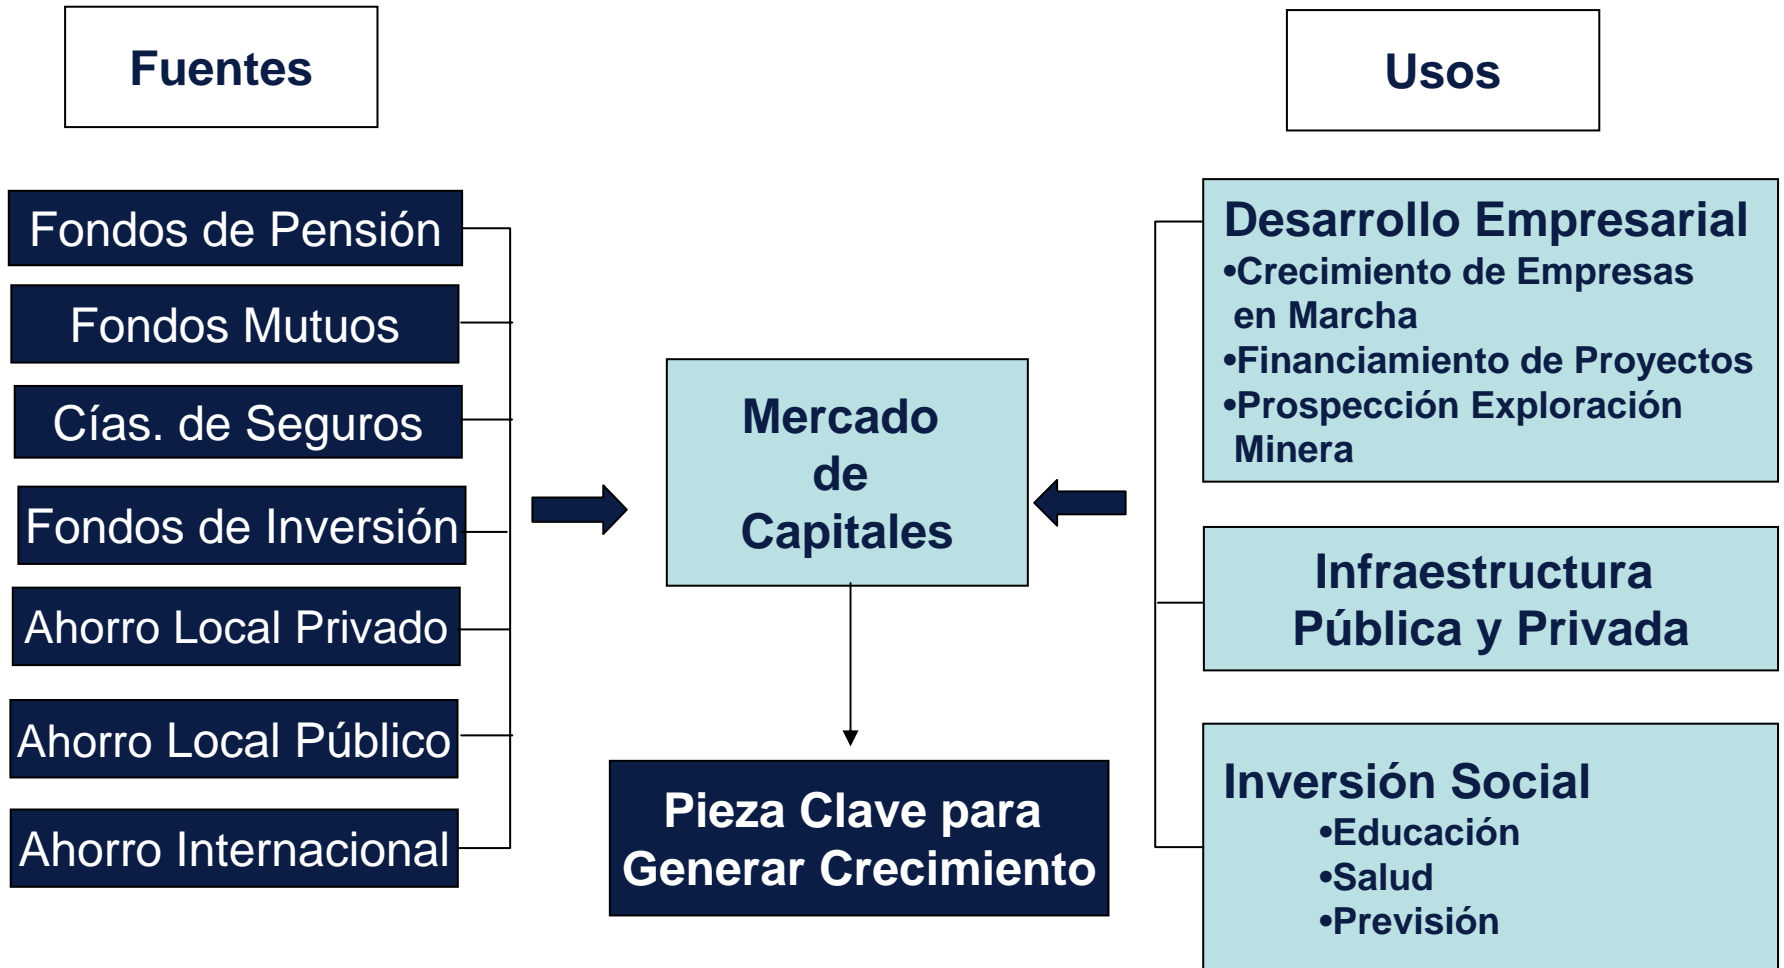 Fuentes
Fondos de Pensión
Fondos Mutuos
Cías. de Seguros
Fondos de Inversión
Ahorro Local Privado
Ahorro Local Público
Ahorro Internacional
Mercado
de
Capitales
Pieza Clave para
Generar Crecimiento
Usos
Desarrollo Empresarial
•Crecimiento de Empresas
en Marcha
•Financiamiento de Proyectos
•Prospección Exploración
Minera
Infraestructura
Pública y Privada
Inversión Social
•Educación
•Salud
•Previsión